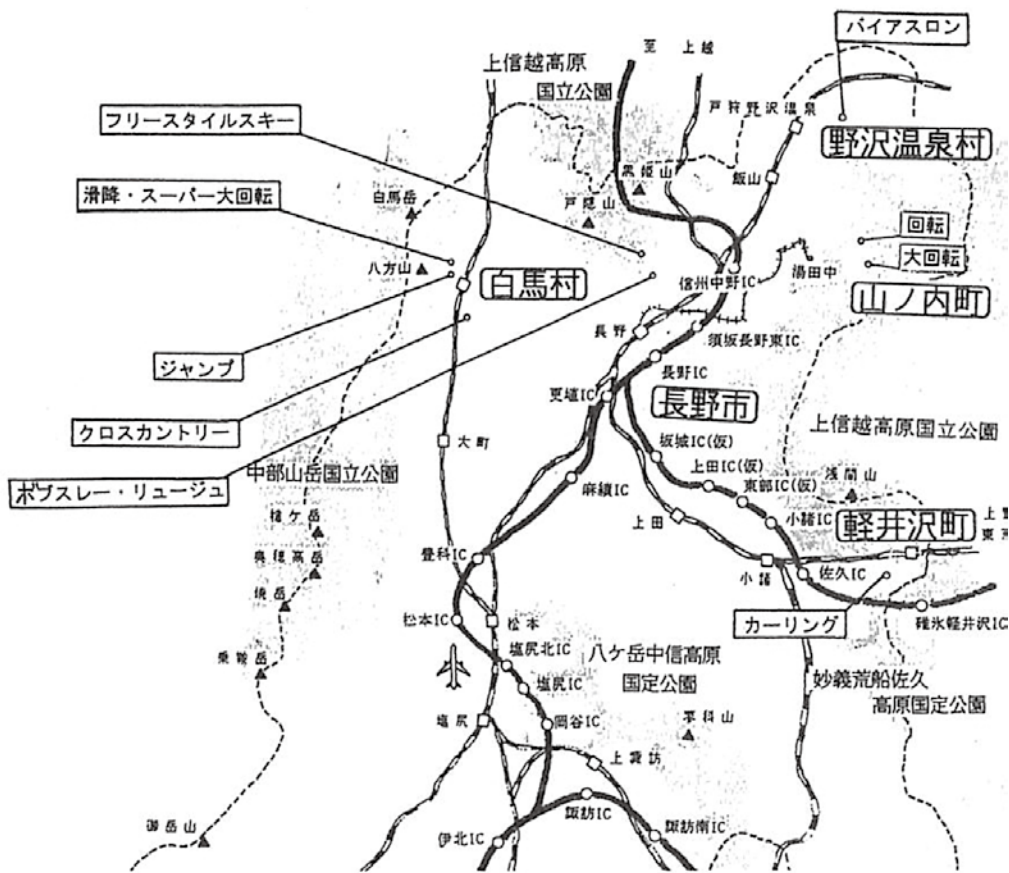 バイアスロン
至 上越
上信越高原
国立公園
戸狩野沢温泉
フリースタイルスキー
野沢温泉村
黒姫山
飯山
滑降・スーパー大回転
白馬岳
戸隠山
回転
大回転
八方山
湯田中
白馬村
信州中野IC
山ノ内町
長野
須坂長野東IC
ジャンプ
長野IC
更埴IC
長野市
クロスカントリー
大町
坂城IC(仮)
上信越高原国立公園
上田IC(仮)
中部山岳国立公園
東部IC(仮)
浅間山
ボブスレー・リュージュ
麻績IC
槍ヶ岳
上田
小諸IC
軽井沢町
奥穂高岳
豊科IC
小諸
佐久IC
焼岳
松本IC
松本
カーリング
碓氷軽井沢IC
塩尻北IC
八ケ岳中信高原
国定公園
乗鞍岳
塩尻IC
妙義荒船佐久
高原国定公園
塩尻
岡谷IC
蓼科山
上諏訪
諏訪IC
御岳山
伊北IC
諏訪南IC